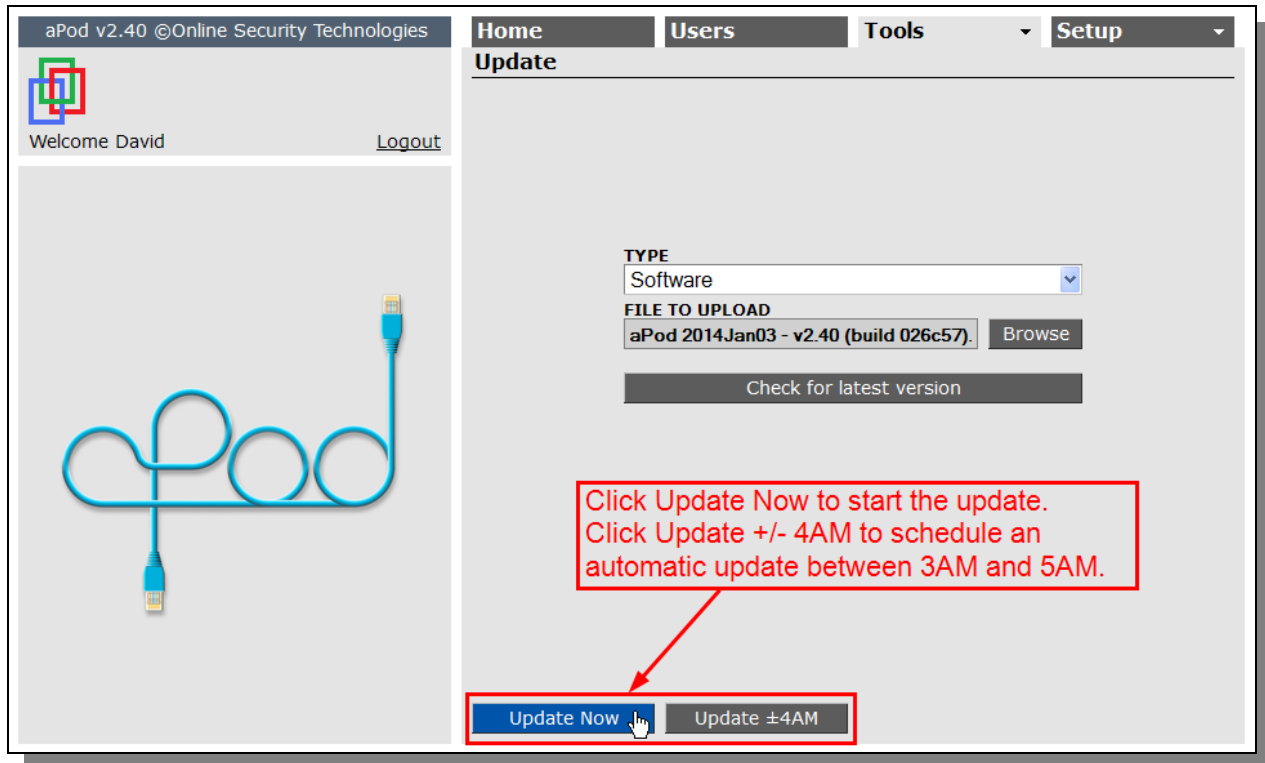 aPod v2.40 ©Online Security Technologies
Welcome David
Logout
aPod
Home
Users
Tools
Setup
Update
TYPE
Software
FILE TO UPLOAD
aPod 2014Jan03 - v2.40 (build 026c57).
Browse
Check for latest version
Click Update Now to start the update.
Click Update +/- 4AM to schedule an
automatic update between 3AM and 5AM.
Update Now
Update ±4AM